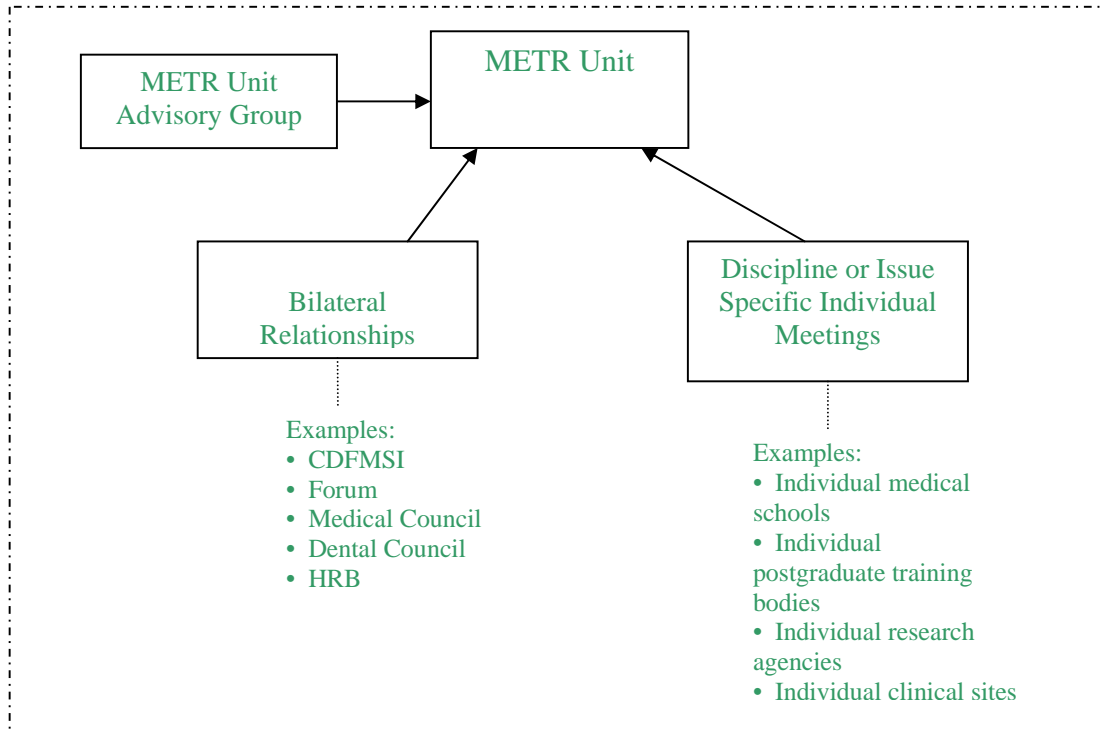 METR Unit
Advisory Group
METR Unit
Bilateral
Relationships
Discipline or Issue
Specific Individual
Meetings
Examples:
• CDFMSI
• Forum
• Medical Council
• Dental Council
• HRB
Examples:
• Individual medical
schools
• Individual
postgraduate training
bodies
• Individual research
agencies
• Individual clinical sites